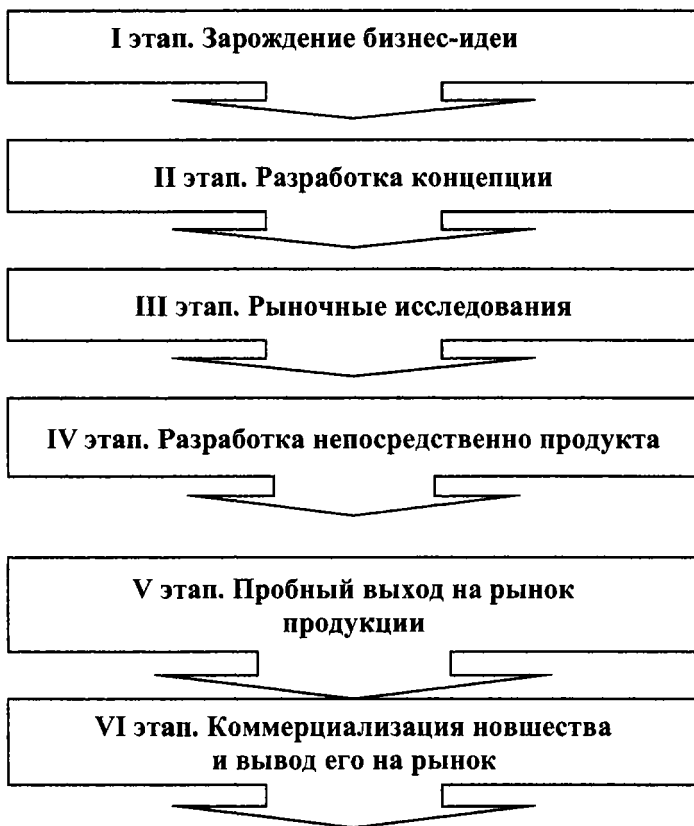 I этап. Зарождение бизнес-идеи
II этап. Разработка концепции
III этап. Рыночные исследования
IV этап. Разработка непосредственно продукта
V этап. Пробный выход на рынок
продукции
VI этап. Коммерциализация новшества
и вывод его на рынок